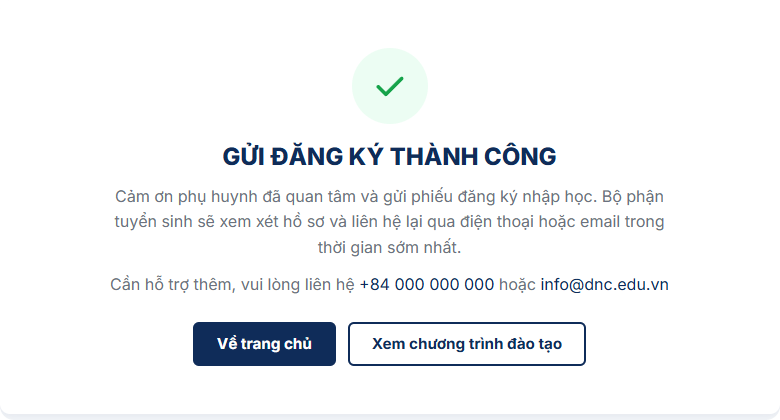 GỬI ĐĂNG KÝ THÀNH CÔNG
Cảm ơn phụ huynh đã quan tâm và gửi phiếu đăng ký nhập học. Bộ phận
tuyển sinh sẽ xem xét hồ sơ và liên hệ lại qua điện thoại hoặc email trong
thời gian sớm nhất.
Cần hỗ trợ thêm, vui lòng liên hệ +84 000 000 000 hoặc info@dnc.edu.vn
Về trang chủ
Xem chương trình đào tạo